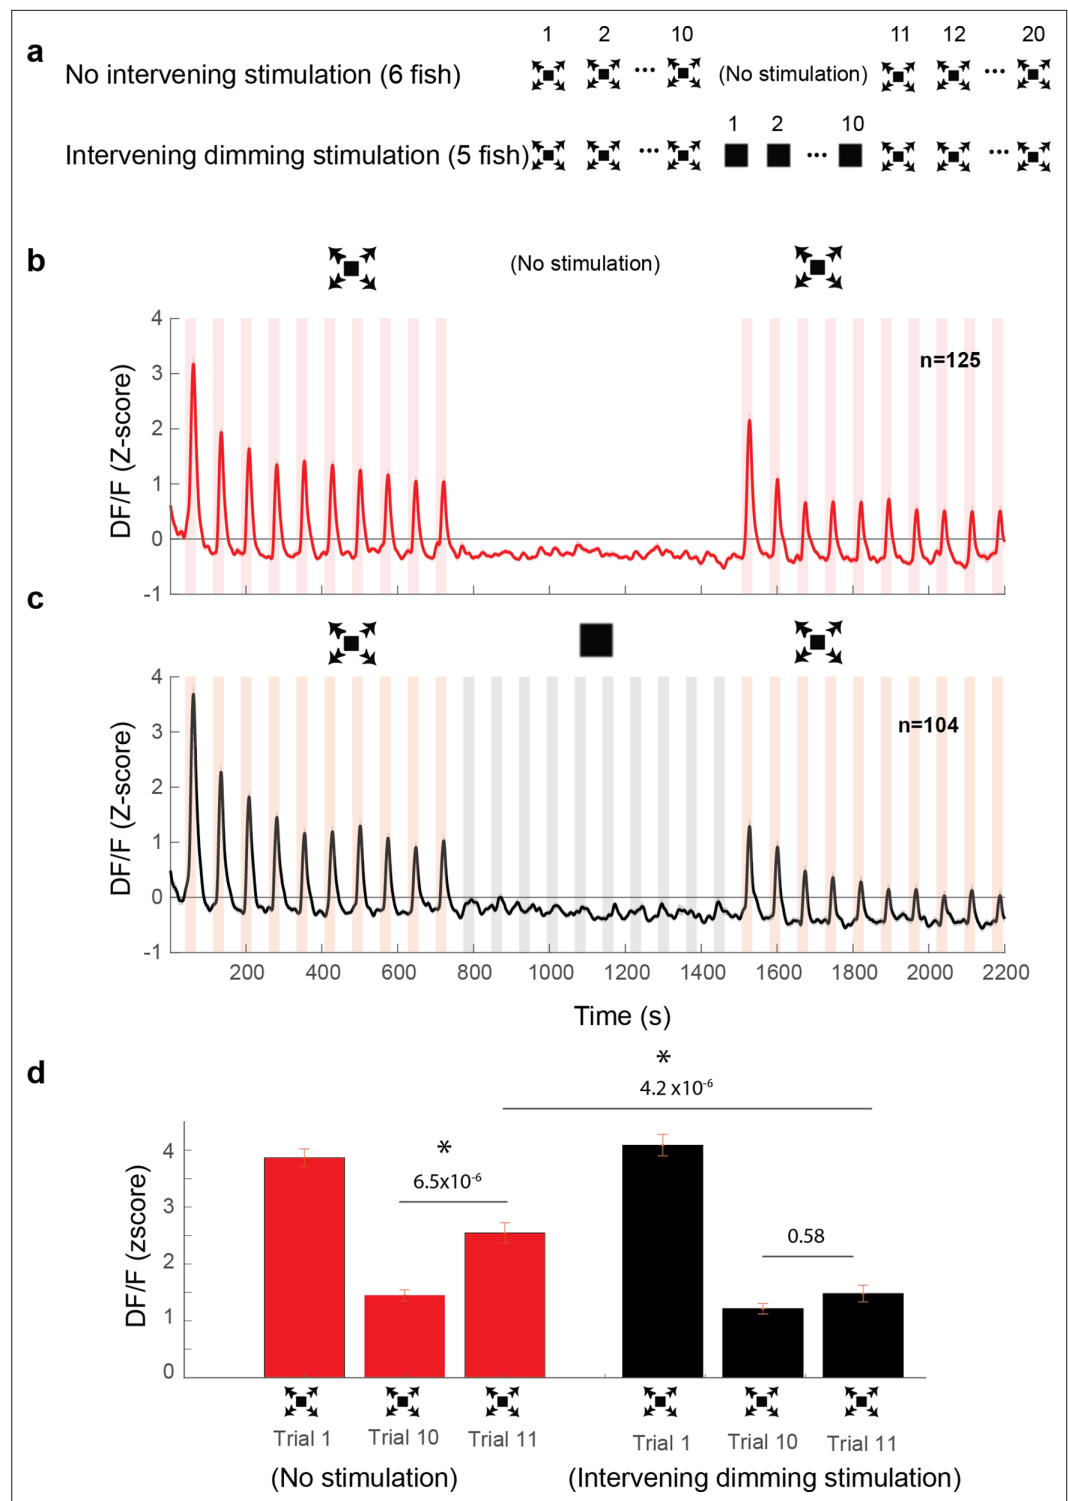 a
1 2 10 11 12 20
No intervening stimulation (6 fish) ... (No stimulation) ...
1 2 10
Intervening dimming stimulation (5 fish) ... ... ...
b
(No stimulation)
4
3
2
1
0
-1
DF/F (Z-score)
n=125
c
4
3
2
1
0
-1
DF/F (Z-score)
n=104
200 400 600 800 1000 1200 1400 1600 1800 2000 2200
Time (s)
d
*
4.2 x10⁻⁶
*
6.5x10⁻⁶
0.58
4
3
2
1
0
DF/F (zscore)
Trial 1 Trial 10 Trial 11 Trial 1 Trial 10 Trial 11
(No stimulation) (Intervening dimming stimulation)